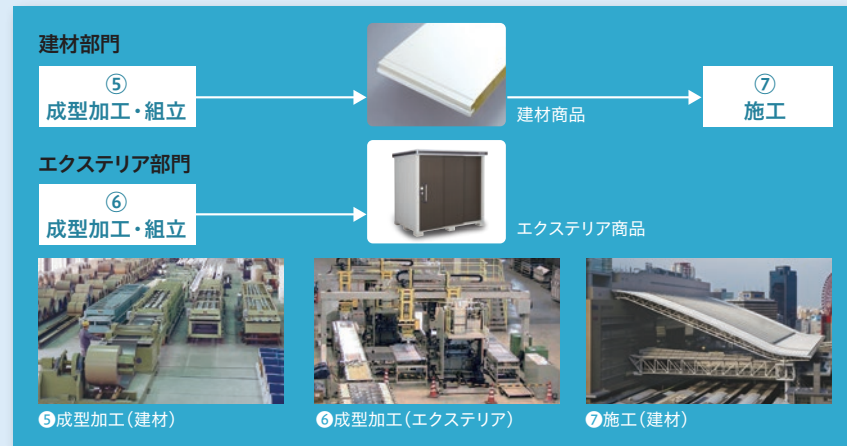 建材部門
⑤
成型加工・組立
建材商品
⑦
施工
エクステリア部門
⑥
成型加工・組立
エクステリア商品
❺成型加工(建材)
❻成型加工(エクステリア)
❼施工(建材)